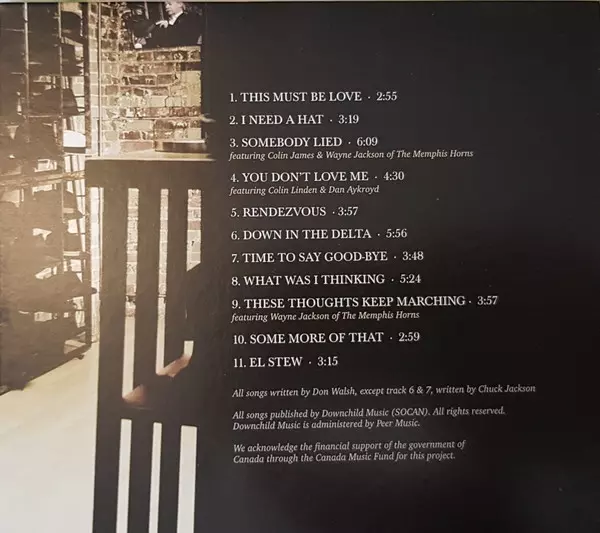 1. THIS MUST BE LOVE · 2:55
2. I NEED A HAT · 3:19
3. SOMEBODY LIED · 6:09
featuring Colin James & Wayne Jackson of The Memphis Horns
4. YOU DON'T LOVE ME · 4:30
featuring Colin Linden & Dan Aykroyd
5. RENDEZVOUS · 3:57
6. DOWN IN THE DELTA · 5:56
7. TIME TO SAY GOOD-BYE · 3:48
8. WHAT WAS I THINKING · 5:24
9. THESE THOUGHTS KEEP MARCHING · 3:57
featuring Wayne Jackson of The Memphis Horns
10. SOME MORE OF THAT · 2:59
11. EL STEW · 3:15
All songs written by Don Walsh, except track 6 & 7, written by Chuck Jackson
All songs published by Downchild Music (SOCAN). All rights reserved.
Downchild Music is administered by Peer Music.
We acknowledge the financial support of the government of
Canada through the Canada Music Fund for this project.